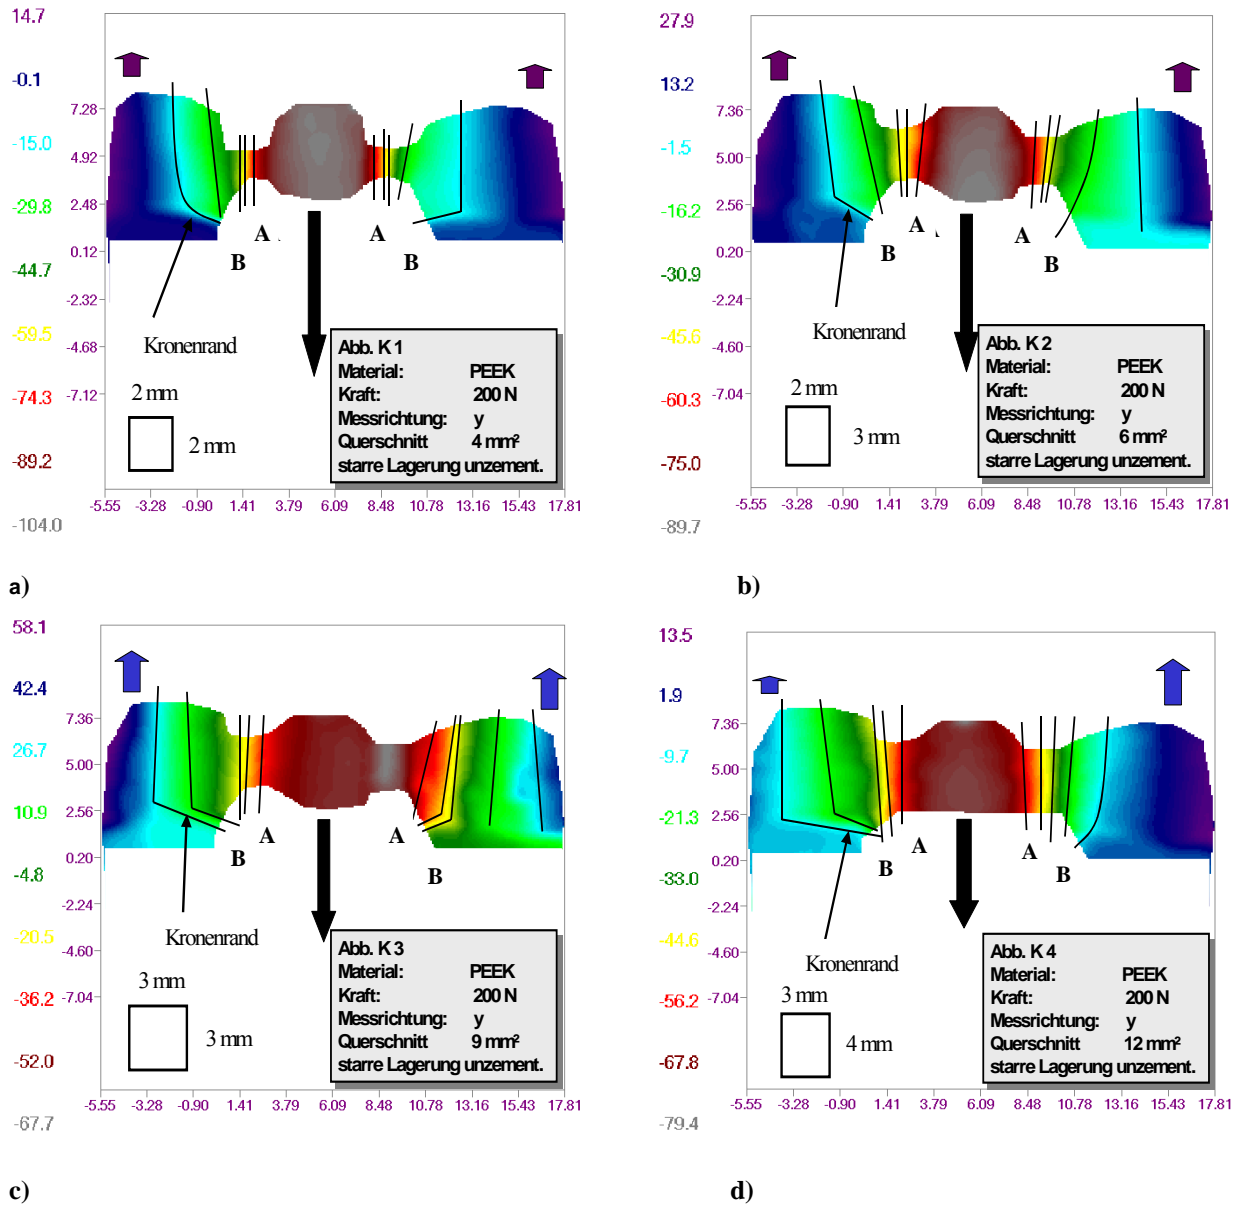 14.7
-0.1
-15.0
-29.8
-44.7
-59.5
-74.3
-89.2
-104.0
7.28
4.92
2.48
0.12
-2.32
-4.68
-7.12
A
A
B
B
Kronenrand
2 mm
2 mm
Abb. K 1
Material: PEEK
Kraft: 200 N
Messrichtung: y
Querschnitt 4 mm²
starre Lagerung unzement.
-5.55 -3.28 -0.90 1.41 3.79 6.09 8.48 10.78 13.16 15.43 17.81
a)
27.9
13.2
-1.5
-16.2
-30.9
-45.6
-60.3
-75.0
-89.7
7.36
5.00
2.56
0.20
-2.24
-4.60
-7.04
A
A
B
B
Kronenrand
2 mm
3 mm
Abb. K 2
Material: PEEK
Kraft: 200 N
Messrichtung: y
Querschnitt 6 mm²
starre Lagerung unzement.
-5.55 -3.28 -0.90 1.41 3.79 6.09 8.48 10.78 13.16 15.43 17.81
b)
58.1
42.4
26.7
10.9
-4.8
-20.5
-36.2
-52.0
-67.7
7.36
5.00
2.56
0.20
-2.24
-4.60
-7.04
A
A
B
B
Kronenrand
3 mm
3 mm
Abb. K 3
Material: PEEK
Kraft: 200 N
Messrichtung: y
Querschnitt 9 mm²
starre Lagerung unzement.
-5.55 -3.28 -0.90 1.41 3.79 6.09 8.48 10.78 13.16 15.43 17.81
c)
13.5
1.9
-9.7
-21.3
-33.0
-44.6
-56.2
-67.8
-79.4
7.36
5.00
2.56
0.20
-2.24
-4.60
-7.04
A
A
B
B
Kronenrand
3 mm
4 mm
Abb. K 4
Material: PEEK
Kraft: 200 N
Messrichtung: y
Querschnitt 12 mm²
starre Lagerung unzement.
-5.55 -3.28 -0.90 1.41 3.79 6.09 8.48 10.78 13.16 15.43 17.81
d)